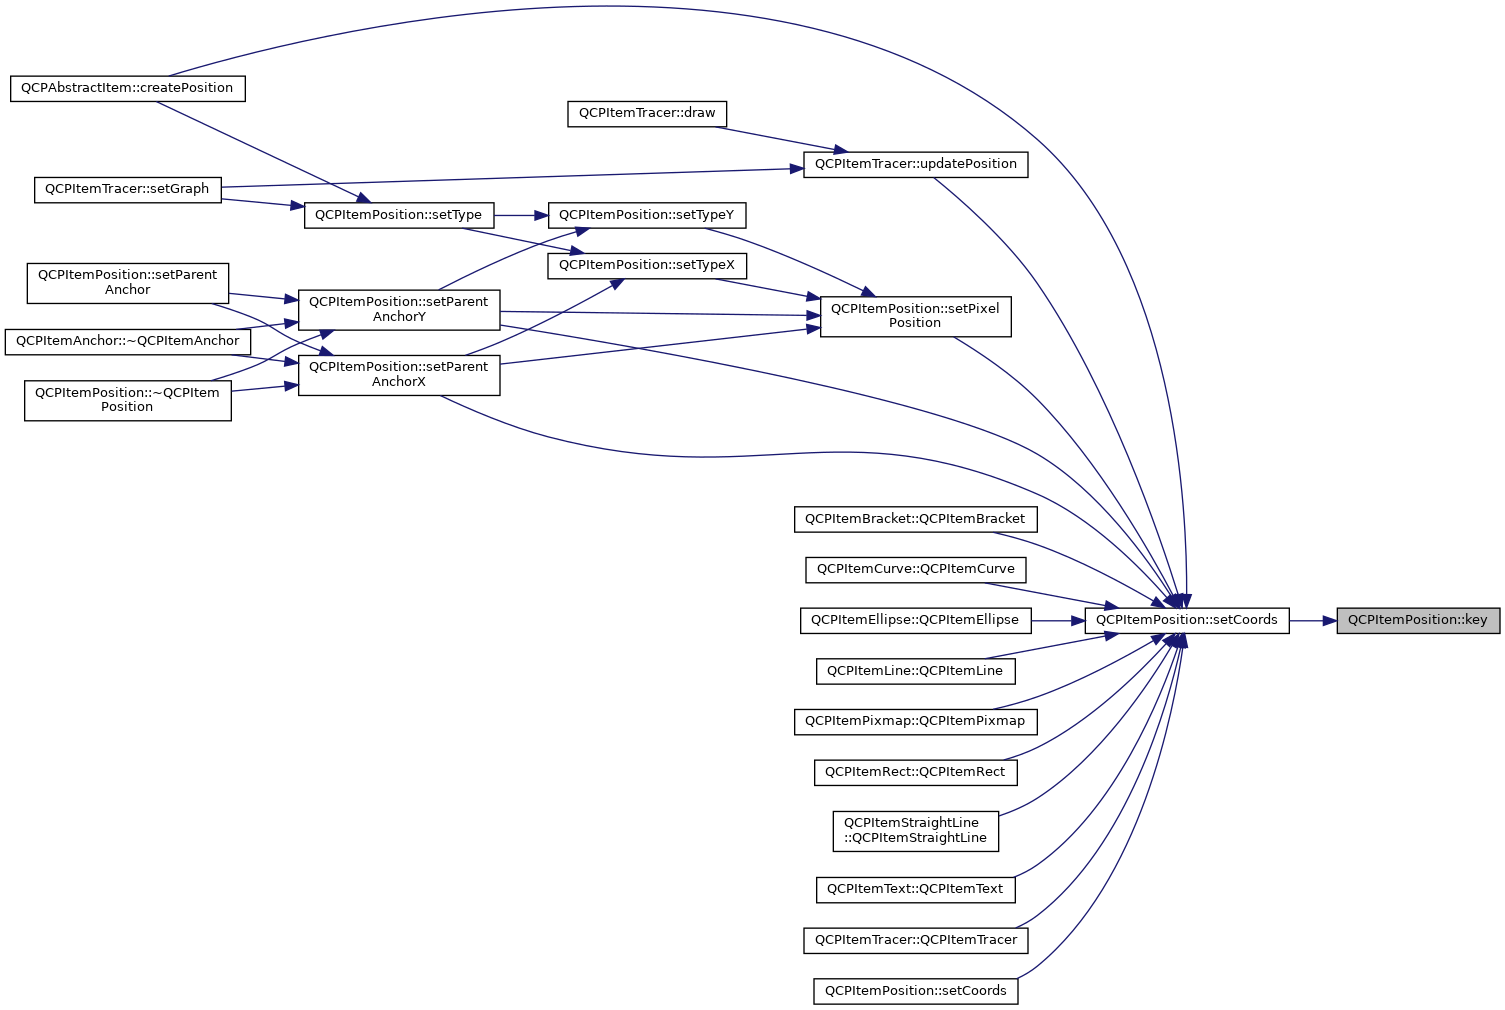 QCPAbstractItem::createPosition
QCPItemTracer::draw
QCPItemTracer::updatePosition
QCPItemTracer::setGraph
QCPItemPosition::setType
QCPItemPosition::setTypeY
QCPItemPosition::setTypeX
QCPItemPosition::setParent
Anchor
QCPItemPosition::setParent
AnchorY
QCPItemPosition::setPixel
Position
QCPItemAnchor::~QCPItemAnchor
QCPItemPosition::setParent
AnchorX
QCPItemPosition::~QCPItem
Position
QCPItemBracket::QCPItemBracket
QCPItemCurve::QCPItemCurve
QCPItemEllipse::QCPItemEllipse
QCPItemPosition::setCoords
QCPItemPosition::key
QCPItemLine::QCPItemLine
QCPItemPixmap::QCPItemPixmap
QCPItemRect::QCPItemRect
QCPItemStraightLine
::QCPItemStraightLine
QCPItemText::QCPItemText
QCPItemTracer::QCPItemTracer
QCPItemPosition::setCoords